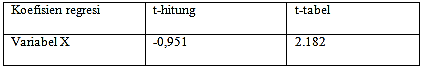 Koefisien regresi t-hitung t-tabel
Variabel X -0,951 2.182